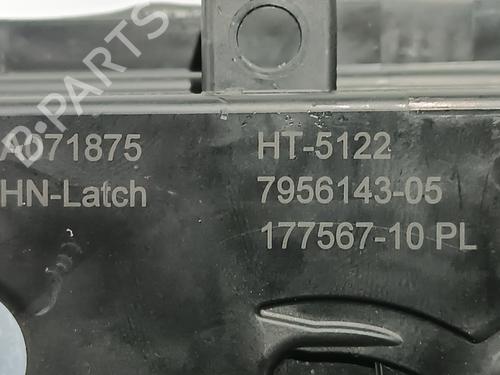 B-PARTS
A071875
HN-Latch
HT-5122
7956143-05
177567-10 PL